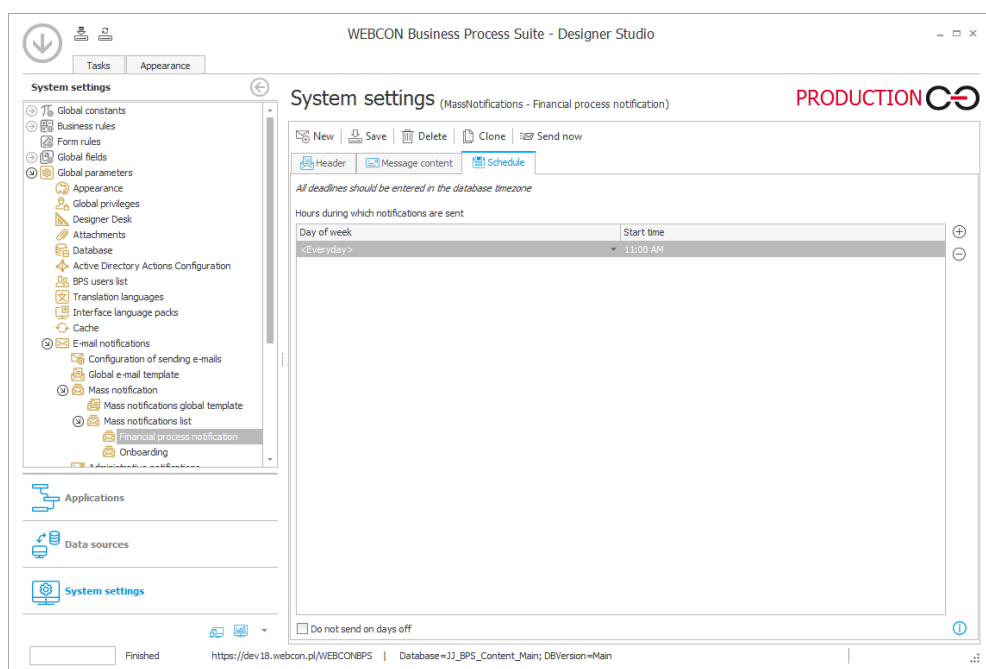 WEBCON Business Process Suite - Designer Studio
Tasks Appearance
System settings
Global constants
Business rules
Form rules
Global fields
Global parameters
Appearance
Global privileges
Designer Desk
Attachments
Database
Active Directory Actions Configuration
BPS users list
Translation languages
Interface language packs
Cache
E-mail notifications
Configuration of sending e-mails
Global e-mail template
Mass notification
Mass notifications global template
Mass notifications list
Financial process notification
Onboarding
Administrative notifications
Applications
Data sources
System settings
System settings (MassNotifications - Financial process notification) PRODUCTION
New Save Delete Clone Send now
Header Message content Schedule
All deadlines should be entered in the database timezone
Hours during which notifications are sent
Day of week Start time
<Everyday> 11:00 AM
Do not send on days off
Finished https://dev18.webcon.pl/WEBCONBPS | Database=JJ_BPS_Content_Main; DBVersion=Main